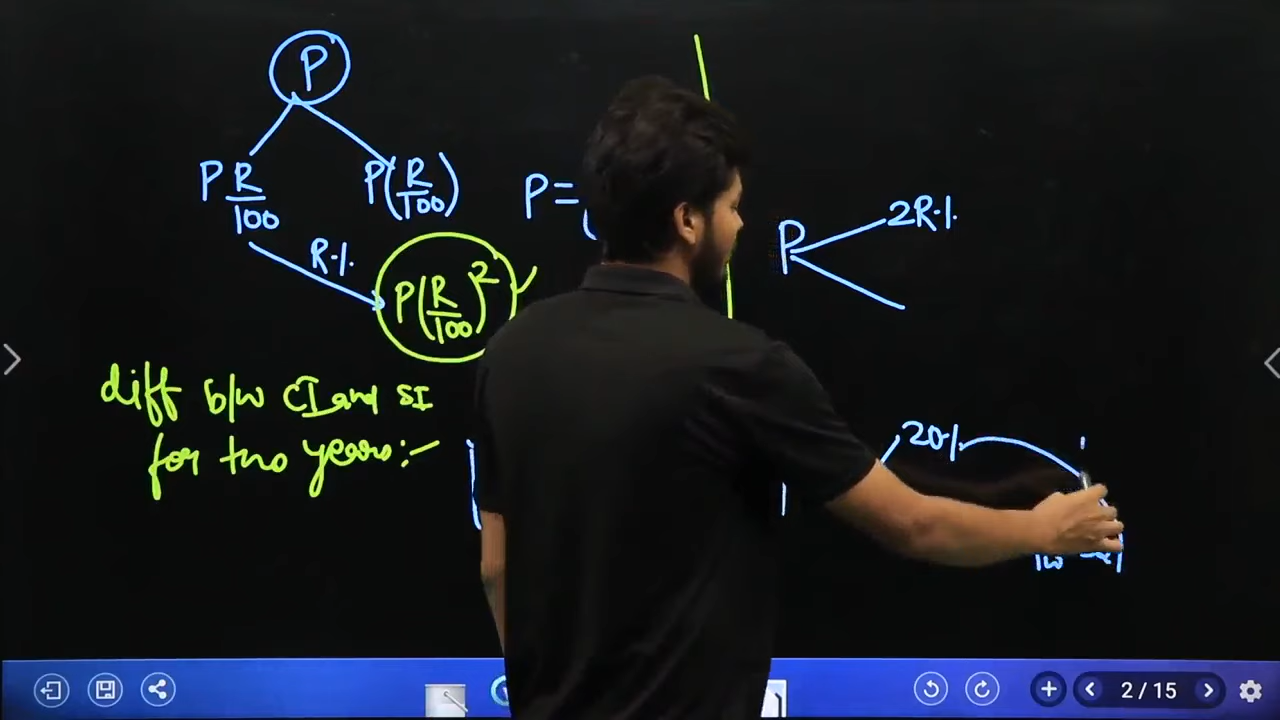 P
P R/100 P(R/100)
R%
P(R/100)²
diff b/w CI and SI
for two years:-
P=
P 2R%
20%
2 / 15